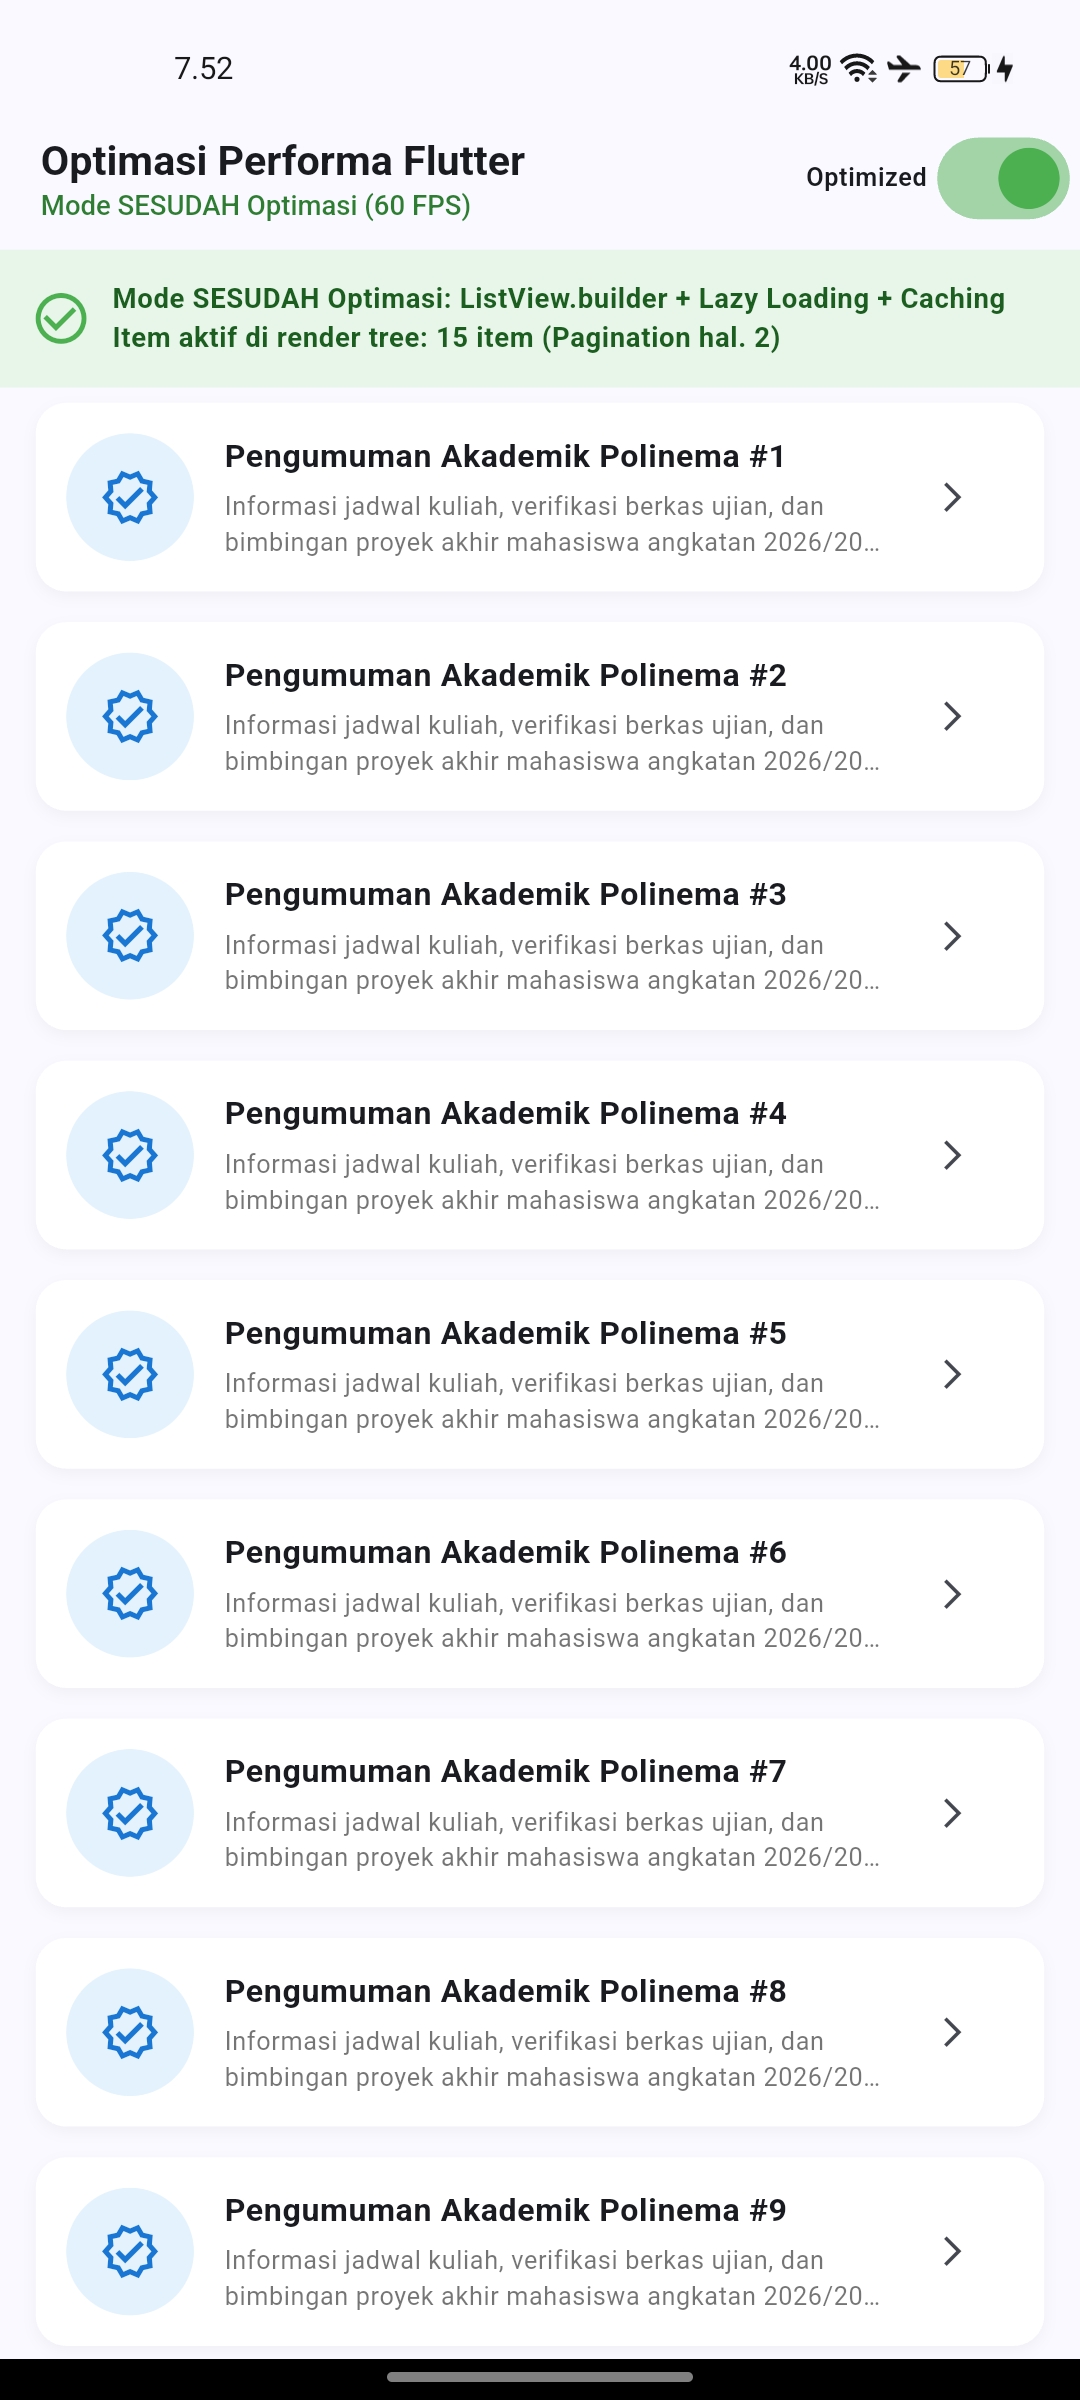 7.52
4.00
KB/S
57
Optimasi Performa Flutter
Mode SESUDAH Optimasi (60 FPS)
Optimized
Mode SESUDAH Optimasi: ListView.builder + Lazy Loading + Caching
Item aktif di render tree: 15 item (Pagination hal. 2)
Pengumuman Akademik Polinema #1
Informasi jadwal kuliah, verifikasi berkas ujian, dan
bimbingan proyek akhir mahasiswa angkatan 2026/20...
Pengumuman Akademik Polinema #2
Informasi jadwal kuliah, verifikasi berkas ujian, dan
bimbingan proyek akhir mahasiswa angkatan 2026/20...
Pengumuman Akademik Polinema #3
Informasi jadwal kuliah, verifikasi berkas ujian, dan
bimbingan proyek akhir mahasiswa angkatan 2026/20...
Pengumuman Akademik Polinema #4
Informasi jadwal kuliah, verifikasi berkas ujian, dan
bimbingan proyek akhir mahasiswa angkatan 2026/20...
Pengumuman Akademik Polinema #5
Informasi jadwal kuliah, verifikasi berkas ujian, dan
bimbingan proyek akhir mahasiswa angkatan 2026/20...
Pengumuman Akademik Polinema #6
Informasi jadwal kuliah, verifikasi berkas ujian, dan
bimbingan proyek akhir mahasiswa angkatan 2026/20...
Pengumuman Akademik Polinema #7
Informasi jadwal kuliah, verifikasi berkas ujian, dan
bimbingan proyek akhir mahasiswa angkatan 2026/20...
Pengumuman Akademik Polinema #8
Informasi jadwal kuliah, verifikasi berkas ujian, dan
bimbingan proyek akhir mahasiswa angkatan 2026/20...
Pengumuman Akademik Polinema #9
Informasi jadwal kuliah, verifikasi berkas ujian, dan
bimbingan proyek akhir mahasiswa angkatan 2026/20...